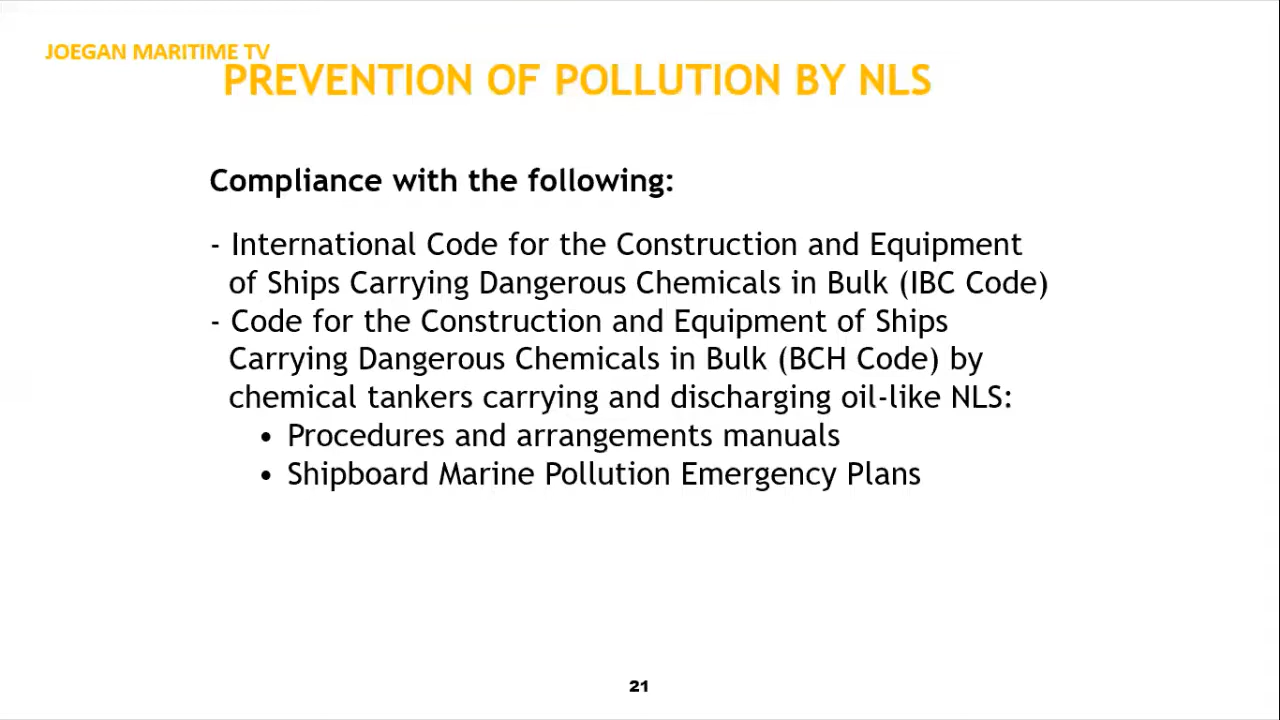 JOEGAN MARITIME TV
PREVENTION OF POLLUTION BY NLS
Compliance with the following:
- International Code for the Construction and Equipment
of Ships Carrying Dangerous Chemicals in Bulk (IBC Code)
- Code for the Construction and Equipment of Ships
Carrying Dangerous Chemicals in Bulk (BCH Code) by
chemical tankers carrying and discharging oil-like NLS:
• Procedures and arrangements manuals
• Shipboard Marine Pollution Emergency Plans
21